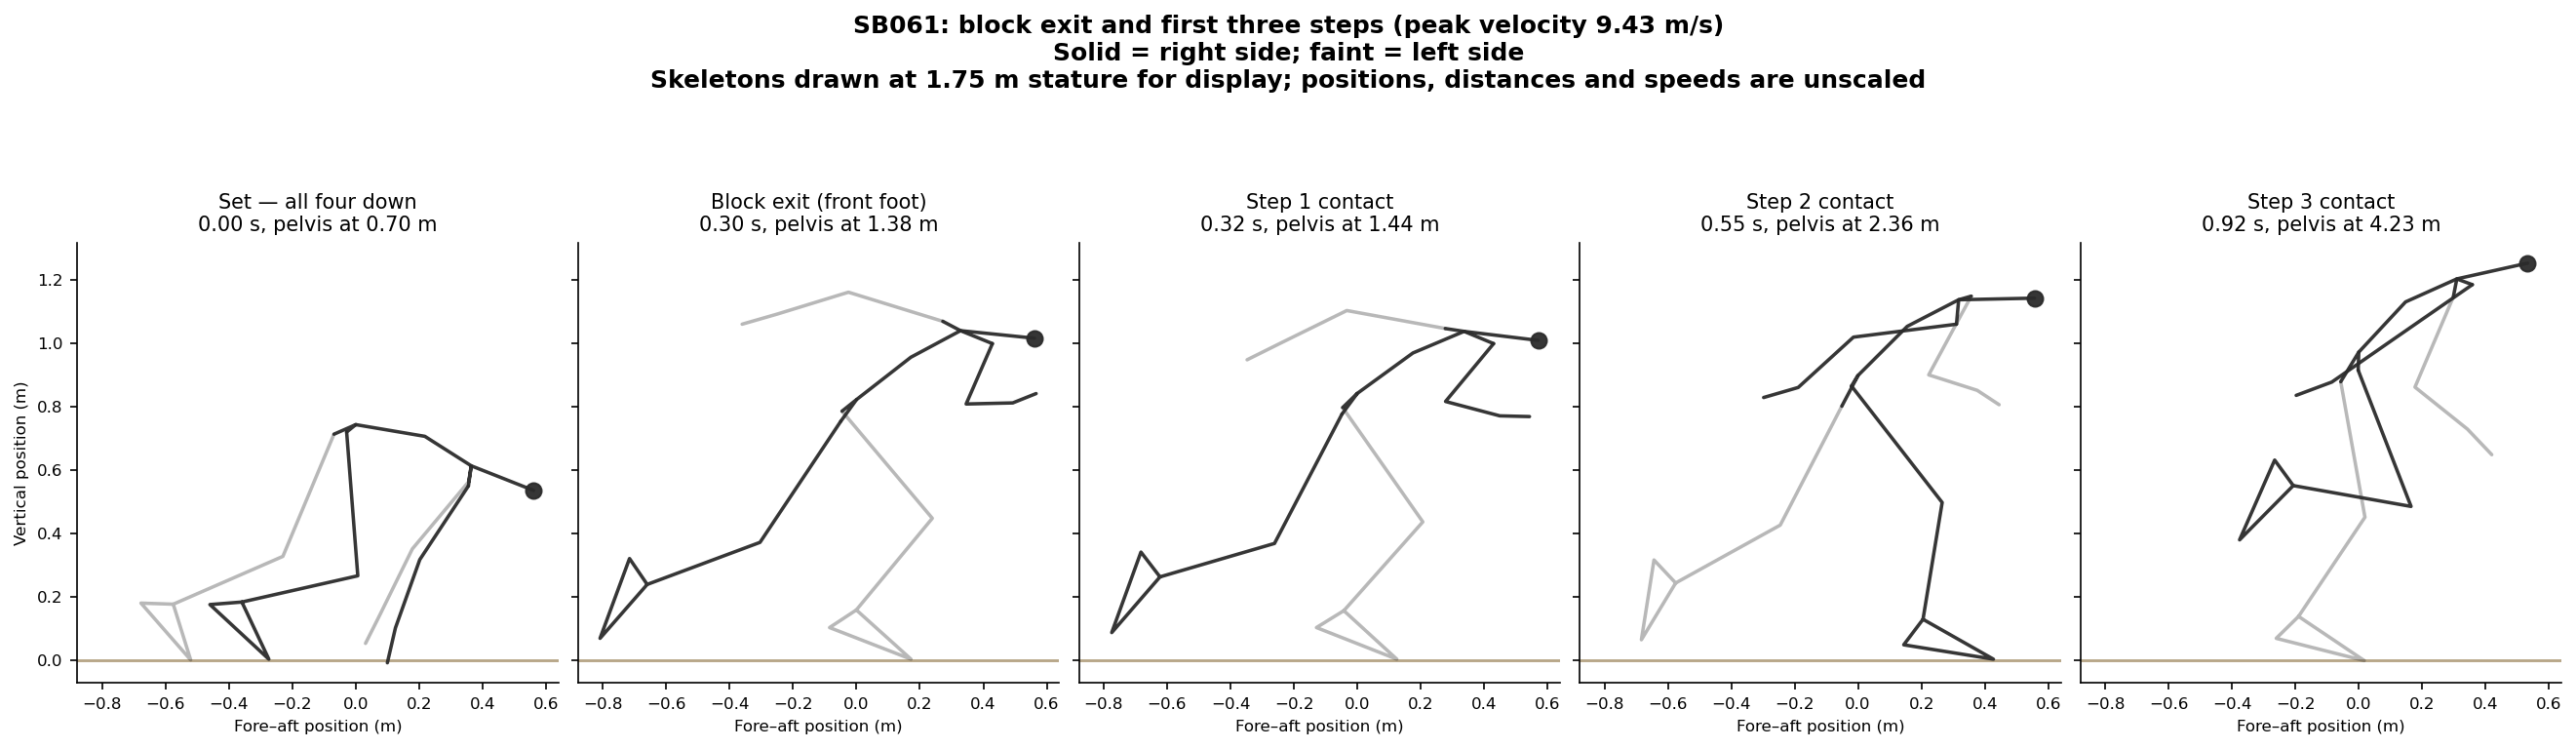 SB061: block exit and first three steps (peak velocity 9.43 m/s)
Solid = right side; faint = left side
Skeletons drawn at 1.75 m stature for display; positions, distances and speeds are unscaled
Set — all four down
0.00 s, pelvis at 0.70 m
Block exit (front foot)
0.30 s, pelvis at 1.38 m
Step 1 contact
0.32 s, pelvis at 1.44 m
Step 2 contact
0.55 s, pelvis at 2.36 m
Step 3 contact
0.92 s, pelvis at 4.23 m
Vertical position (m)
1.2
1.0
0.8
0.6
0.4
0.2
0.0
−0.8 −0.6 −0.4 −0.2 0.0 0.2 0.4 0.6
Fore–aft position (m)
−0.8 −0.6 −0.4 −0.2 0.0 0.2 0.4 0.6
Fore–aft position (m)
−0.8 −0.6 −0.4 −0.2 0.0 0.2 0.4 0.6
Fore–aft position (m)
−0.8 −0.6 −0.4 −0.2 0.0 0.2 0.4 0.6
Fore–aft position (m)
−0.8 −0.6 −0.4 −0.2 0.0 0.2 0.4 0.6
Fore–aft position (m)